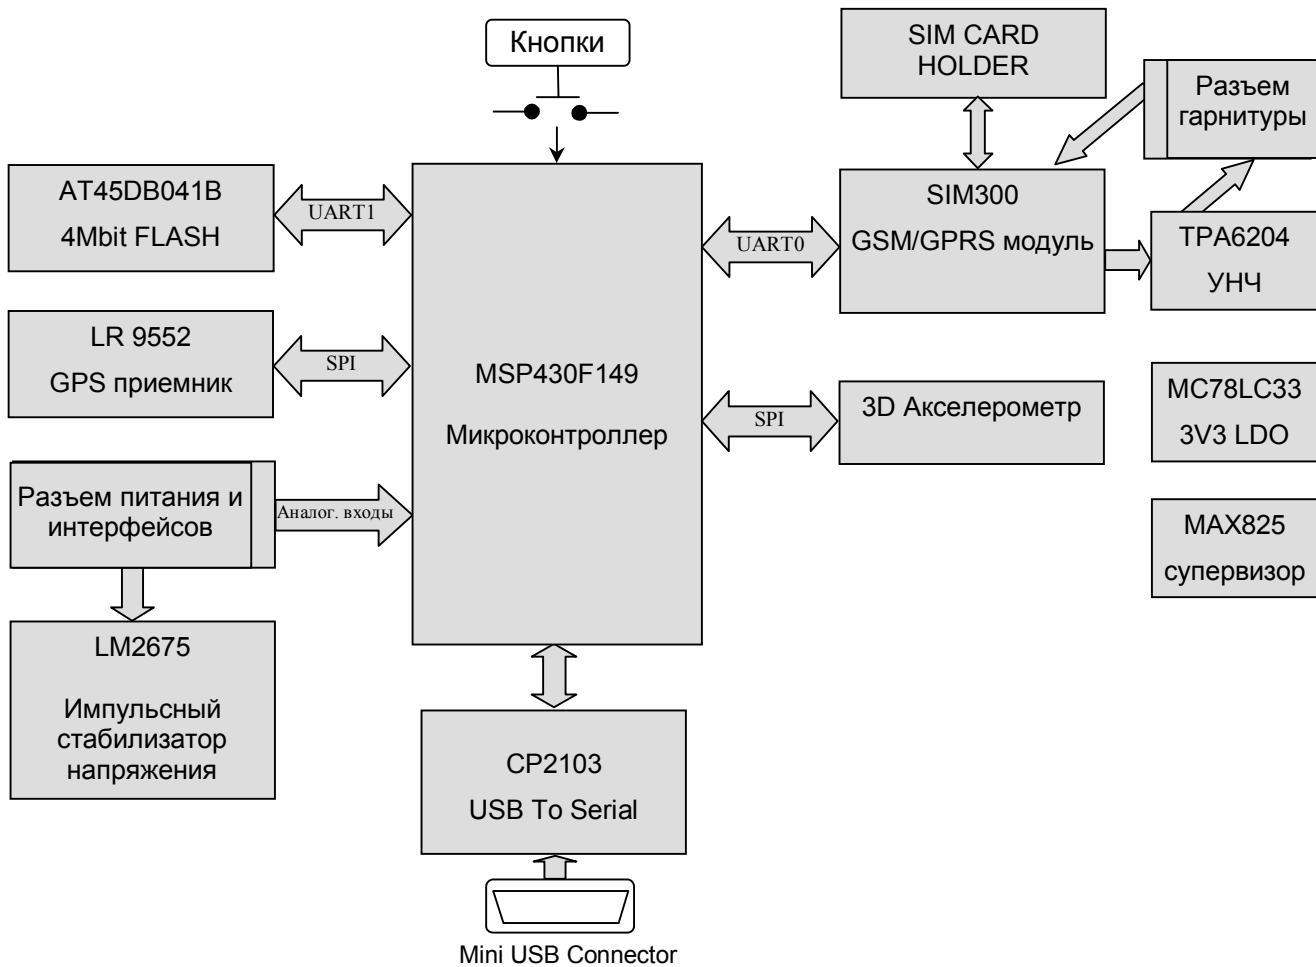 Кнопки
SIM CARD
HOLDER
Разъем
гарнитуры
AT45DB041B
4Mbit FLASH
UART1
SIM300
GSM/GPRS модуль
UART0
TPA6204
УНЧ
LR 9552
GPS приемник
SPI
MSP430F149
Микроконтроллер
SPI
3D Акселерометр
MC78LC33
3V3 LDO
Разъем питания и
интерфейсов
Аналог. входы
MAX825
супервизор
LM2675
Импульсный
стабилизатор
напряжения
CP2103
USB To Serial
Mini USB Connector